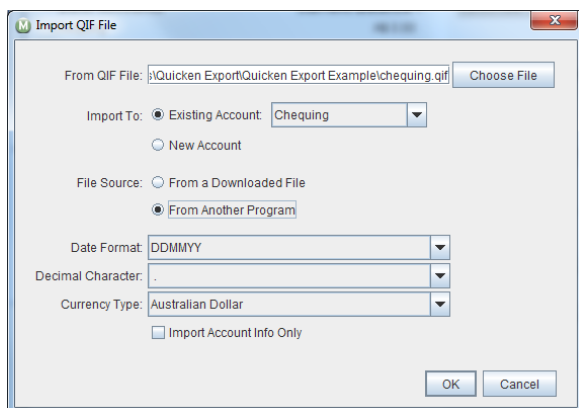 Import QIF File
From QIF File: s\Quicken Export\Quicken Export Example\chequing.qif Choose File
Import To: Existing Account: Chequing
New Account
File Source: From a Downloaded File
From Another Program
Date Format: DDMMYY
Decimal Character: .
Currency Type: Australian Dollar
Import Account Info Only
OK Cancel